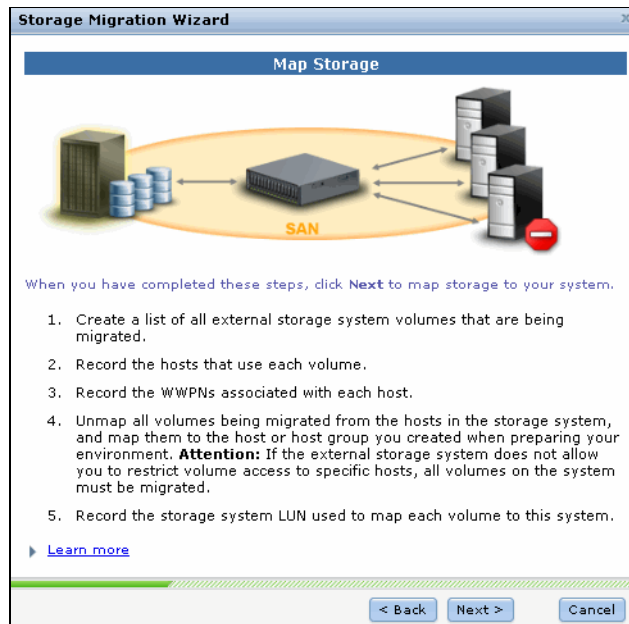 Storage Migration Wizard
Map Storage
SAN
When you have completed these steps, click Next to map storage to your system.
1. Create a list of all external storage system volumes that are being
migrated.
2. Record the hosts that use each volume.
3. Record the WWPNs associated with each host.
4. Unmap all volumes being migrated from the hosts in the storage system,
and map them to the host or host group you created when preparing your
environment. Attention: If the external storage system does not allow
you to restrict volume access to specific hosts, all volumes on the system
must be migrated.
5. Record the storage system LUN used to map each volume to this system.
Learn more
< Back Next > Cancel